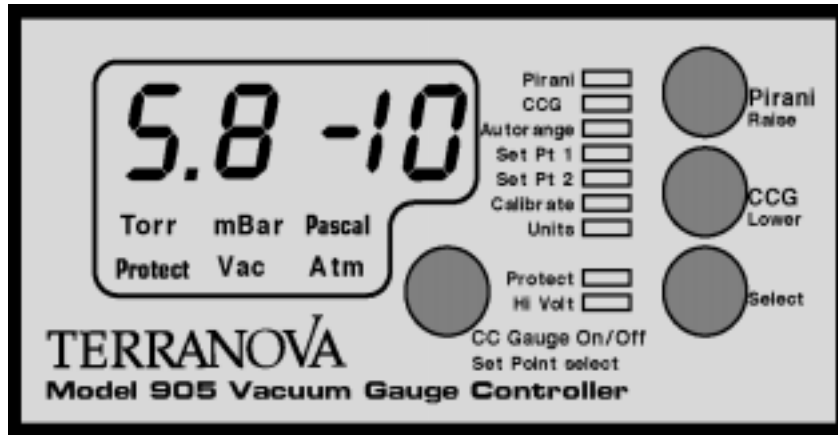 5.8 -10
Torr mBar Pascal
Protect Vac Atm
Pirani
CCG
Autorange
Set Pt 1
Set Pt 2
Calibrate
Units
Protect
Hi Volt
Pirani
Raise
CCG
Lower
Select
CC Gauge On/Off
Set Point select
TERRANOVA
Model 905 Vacuum Gauge Controller